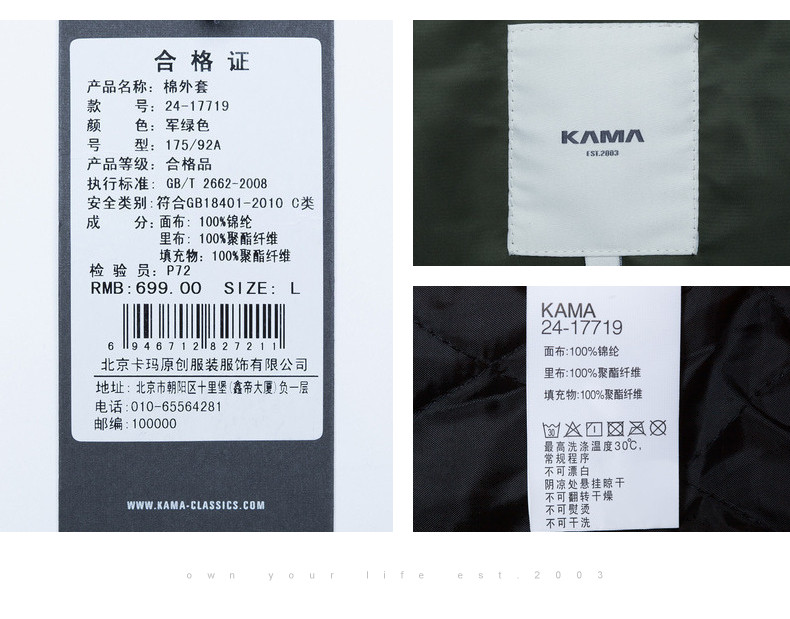 合格证
产品名称: 棉外套
款 号: 24-17719
颜 色: 军绿色
号 型: 175/92A
产品等级: 合格品
执行标准: GB/T 2662-2008
安全类别:符合GB18401-2010 C类
成 分: 面布: 100%锦纶
里布: 100%聚酯纤维
填充物: 100%聚酯纤维
检 验 员: P72
RMB:699.00 SIZE: L
6 946712 827211
北京卡玛原创服装服饰有限公司
地址: 北京市朝阳区十里堡(鑫帝大厦)负一层
电话:010-65564281
邮编:100000
WWW.KAMA-CLASSICS.COM
KAMA
EST.2003
KAMA
24-17719
面布:100%锦纶
里布:100%聚酯纤维
填充物:100%聚酯纤维
30
最高洗涤温度30℃,
常规程序
不可漂白
阴凉处悬挂晾干
不可翻转干燥
不可熨烫
不可干洗
own your life est.2003